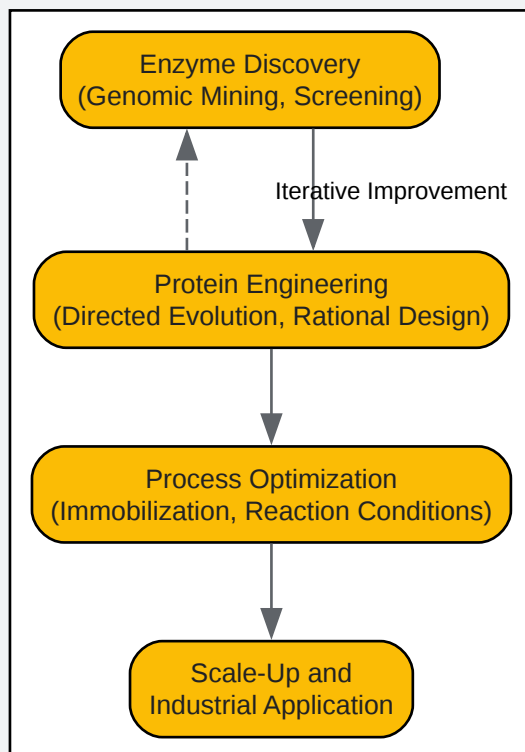 Enzyme Discovery
(Genomic Mining, Screening)
Iterative Improvement
Protein Engineering
(Directed Evolution, Rational Design)
Process Optimization
(Immobilization, Reaction Conditions)
Scale-Up and
Industrial Application